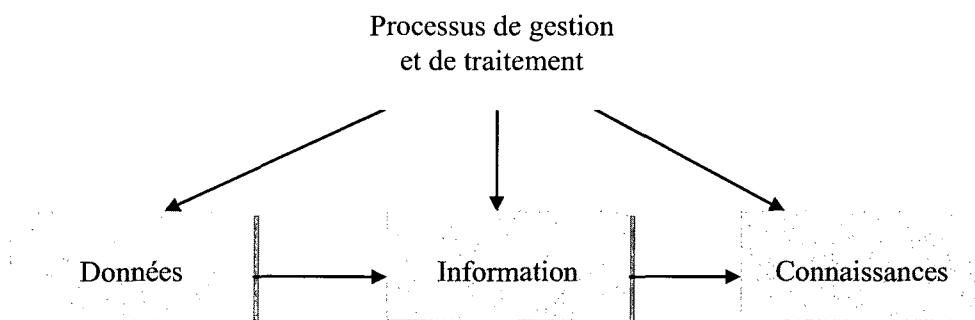 Processus de gestion
et de traitement
Données Information Connaissances